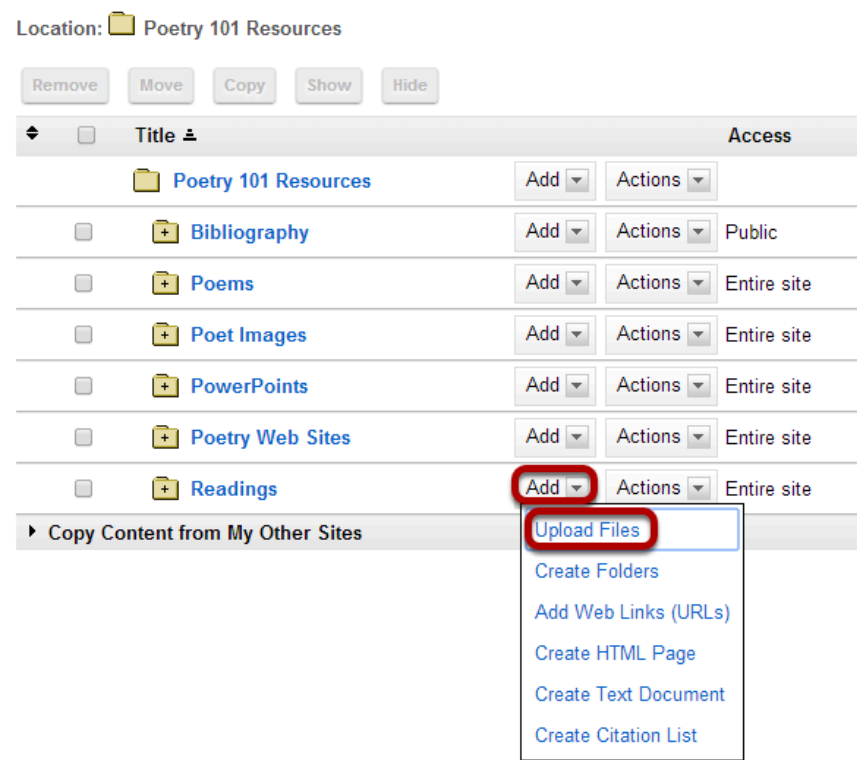 Location: Poetry 101 Resources
Remove Move Copy Show Hide
Title Access
Poetry 101 Resources Add Actions
Bibliography Add Actions Public
Poems Add Actions Entire site
Poet Images Add Actions Entire site
PowerPoints Add Actions Entire site
Poetry Web Sites Add Actions Entire site
Readings Add Actions Entire site
Copy Content from My Other Sites
Upload Files
Create Folders
Add Web Links (URLs)
Create HTML Page
Create Text Document
Create Citation List